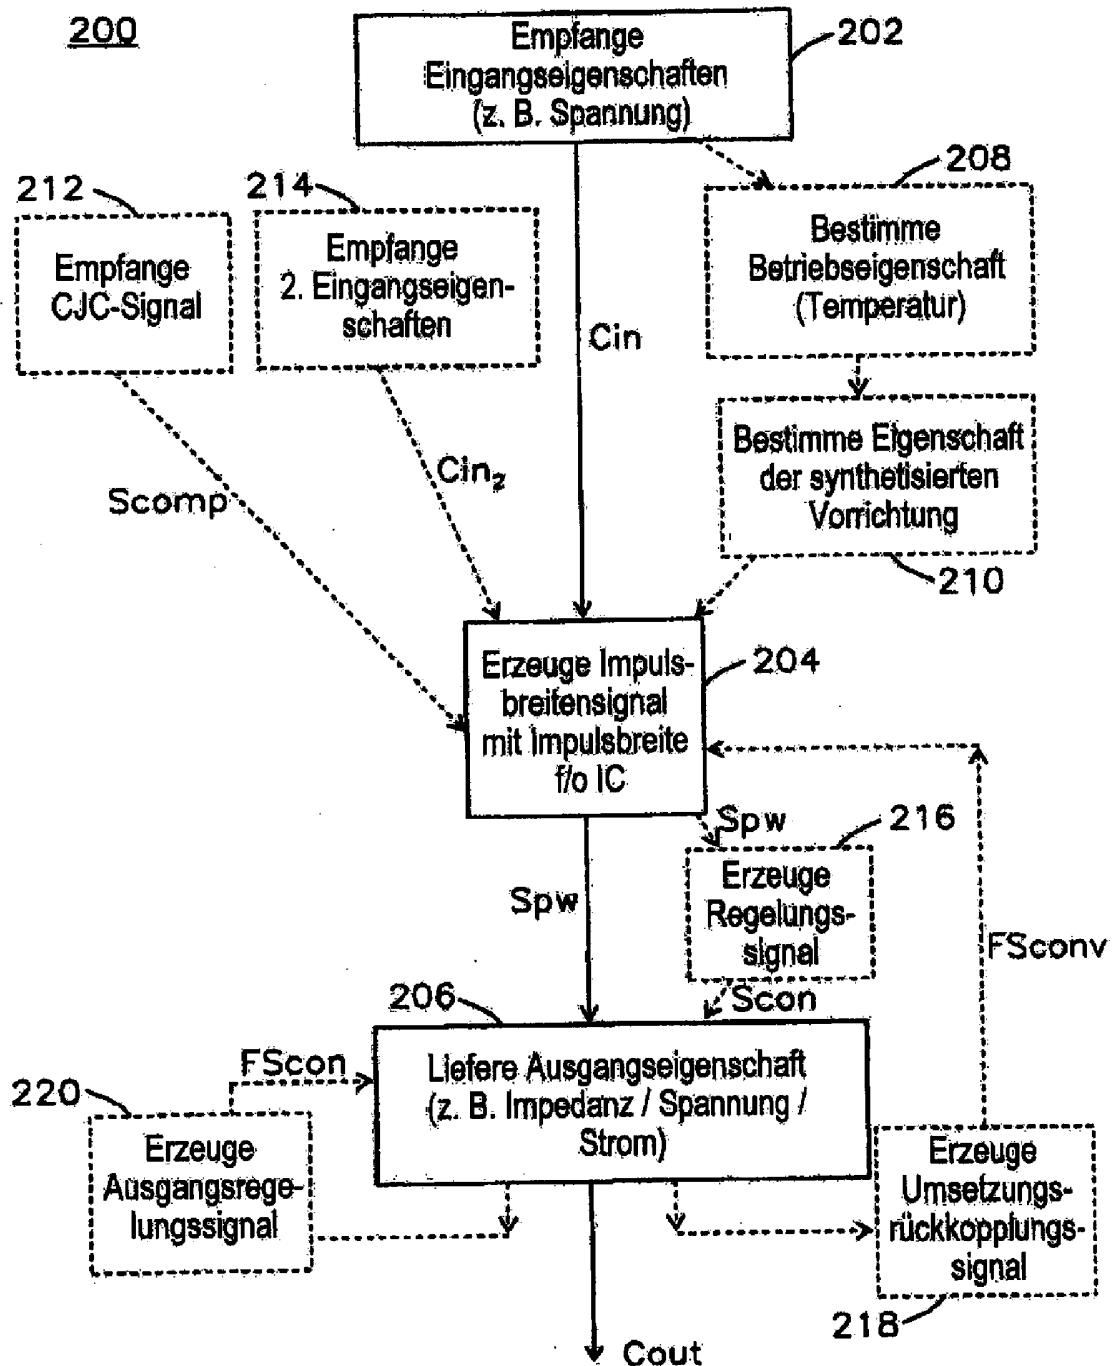 200
Empfange
Eingangseigenschaften
(z. B. Spannung)
202
212
Empfange
CJC-Signal
214
Empfange
2. Eingangseigen-
schaften
208
Bestimme
Betriebseigenschaft
(Temperatur)
Cin
Bestimme Eigenschaft
der synthetisierten
Vorrichtung
210
Scomp
Cin₂
Erzeuge Impuls-
breitensignal
mit Impulsbreite
f/o IC
204
Spw
Spw
216
Erzeuge
Regelungs-
signal
Scon
FSconv
206
Liefere Ausgangseigenschaft
(z. B. Impedanz / Spannung /
Strom)
FScon
220
Erzeuge
Ausgangsrege-
lungssignal
Erzeuge
Umsetzungs-
rückkopplungs-
signal
218
Cout